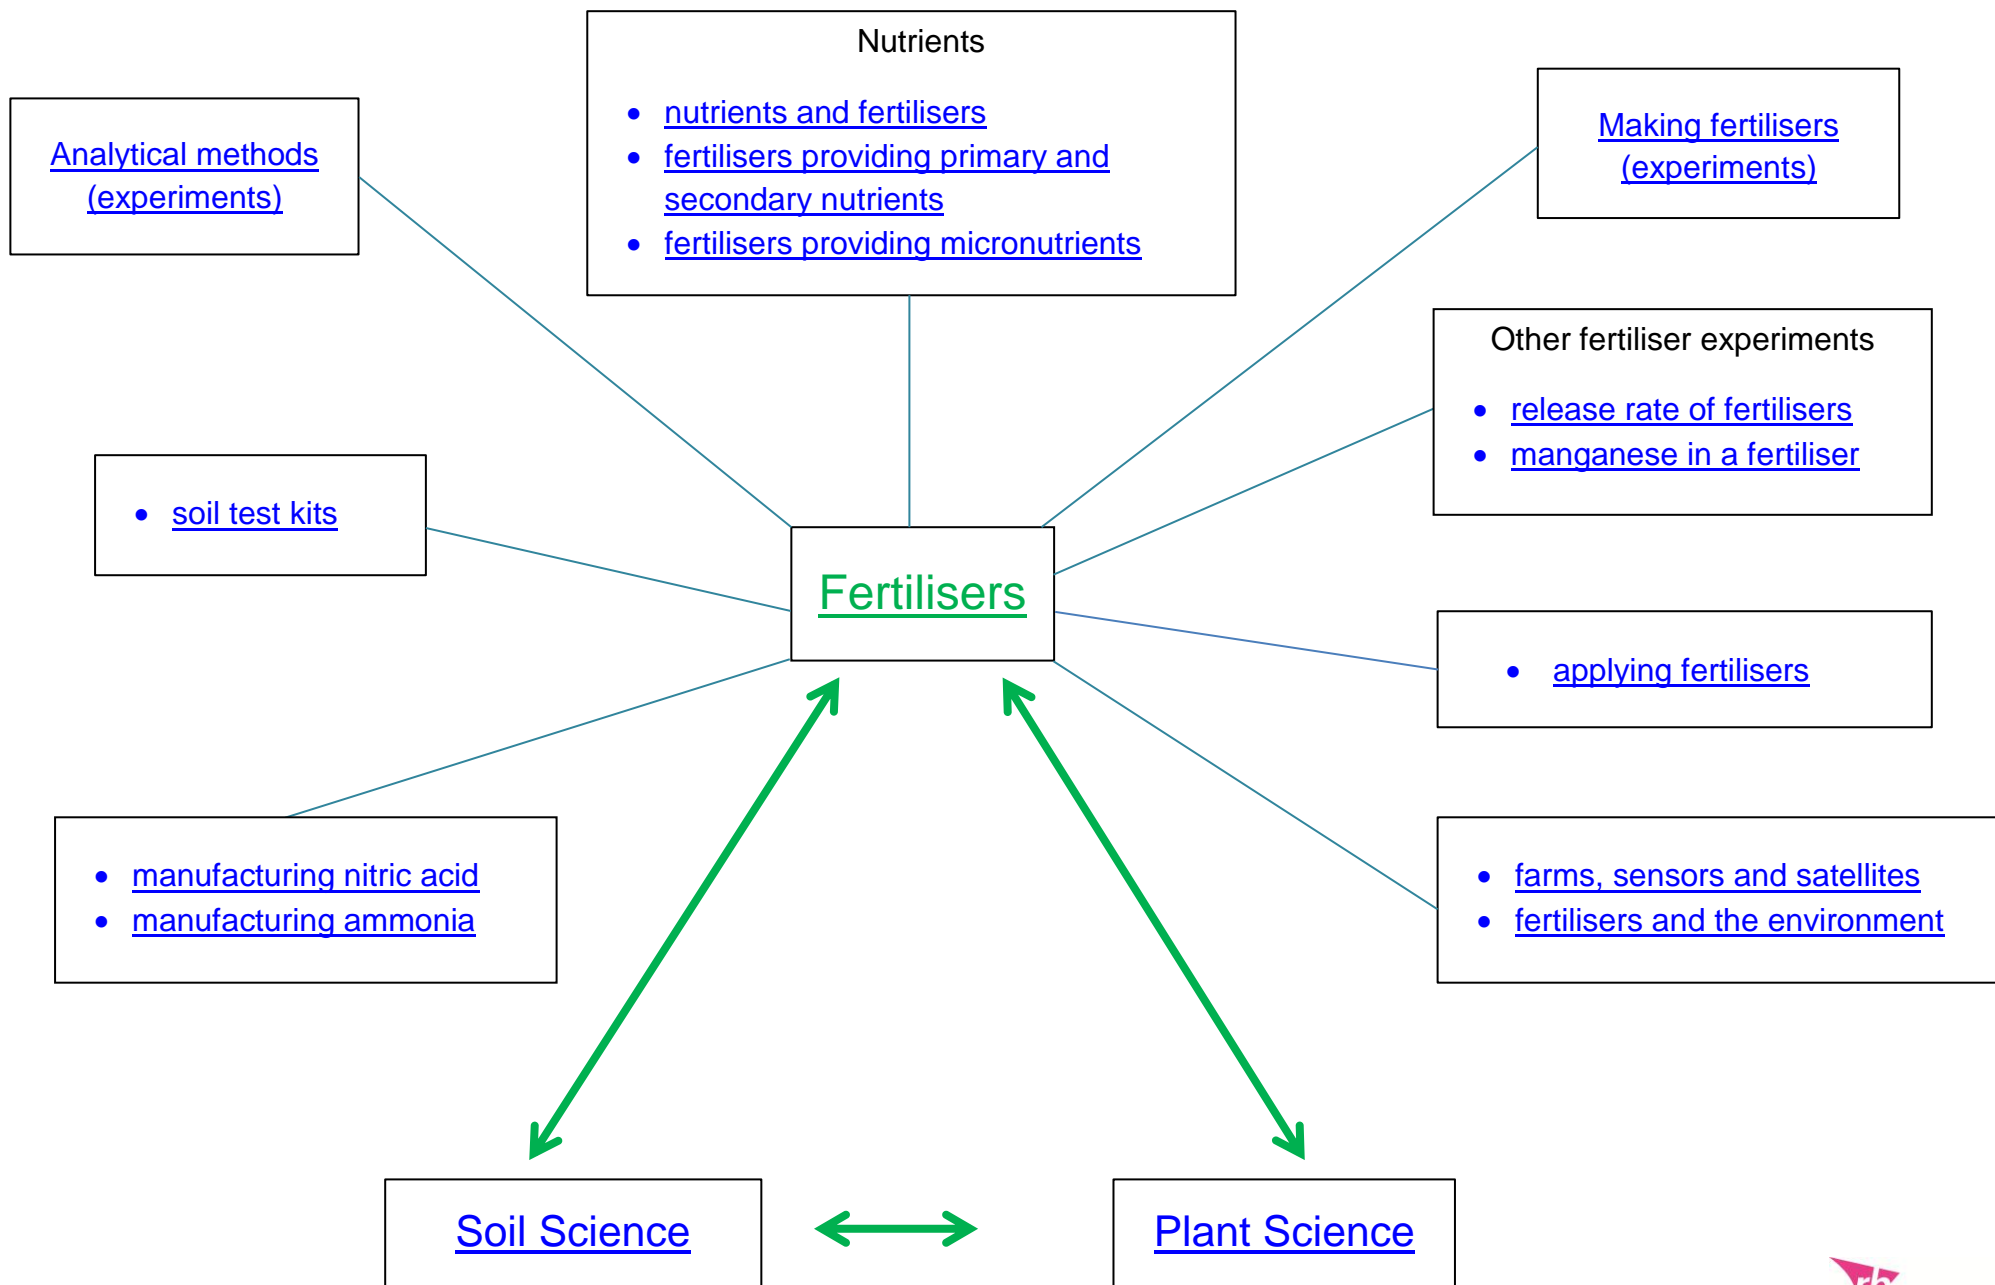 Nutrients
• nutrients and fertilisers
• fertilisers providing primary and
secondary nutrients
• fertilisers providing micronutrients
Analytical methods
(experiments)
Making fertilisers
(experiments)
Other fertiliser experiments
• release rate of fertilisers
• manganese in a fertiliser
• soil test kits
Fertilisers
• applying fertilisers
• manufacturing nitric acid
• manufacturing ammonia
• farms, sensors and satellites
• fertilisers and the environment
Soil Science
Plant Science